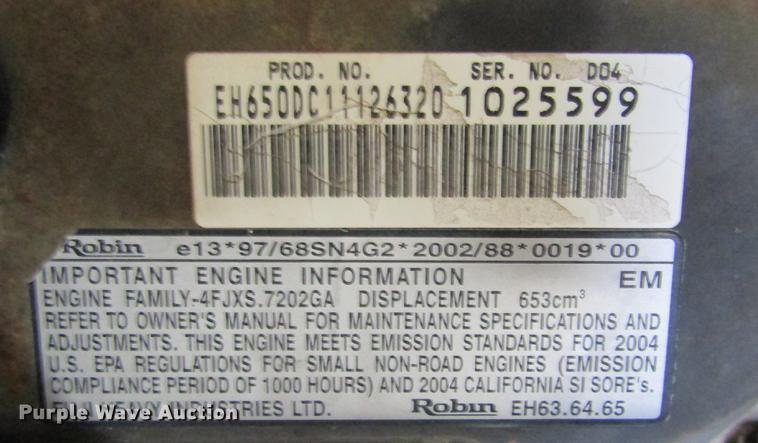 PROD. NO. SER. NO. D04
EH650DC11126320 1025599
Robin e13*97/68SN4G2*2002/88*0019*00
IMPORTANT ENGINE INFORMATION EM
ENGINE FAMILY-4FJXS.7202GA DISPLACEMENT 653cm³
REFER TO OWNER'S MANUAL FOR MAINTENANCE SPECIFICATIONS AND
ADJUSTMENTS. THIS ENGINE MEETS EMISSION STANDARDS FOR 2004
U.S. EPA REGULATIONS FOR SMALL NON-ROAD ENGINES (EMISSION
COMPLIANCE PERIOD OF 1000 HOURS) AND 2004 CALIFORNIA SI SORE's.
HEAVY INDUSTRIES LTD. Robin EH63.64.65
Purple Wave Auction